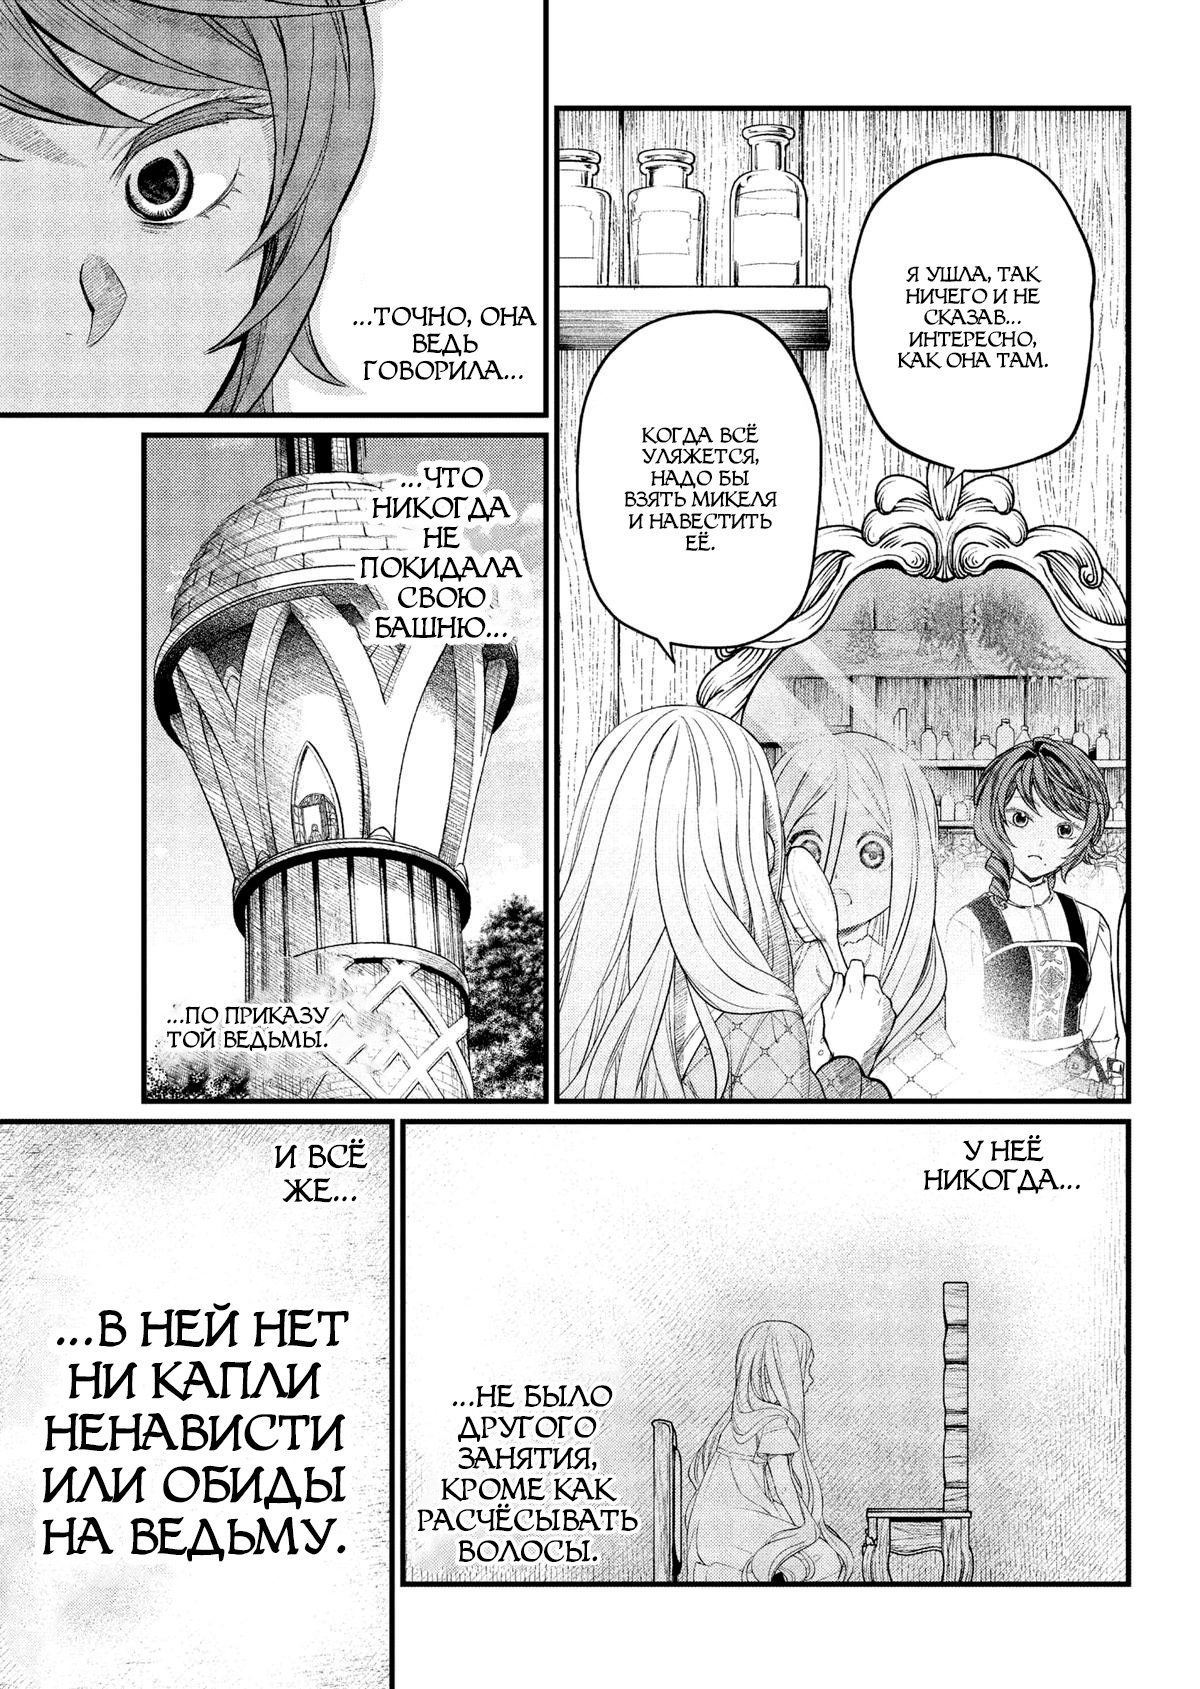 Я УШЛА, ТАК
НИЧЕГО И НЕ
СКАЗАВ...
ИНТЕРЕСНО,
КАК ОНА ТАМ.
КОГДА ВСЁ
УЛЯЖЕТСЯ,
НАДО БЫ
ВЗЯТЬ МИКЕЛЯ
И НАВЕСТИТЬ
ЕЁ.
...ТОЧНО, ОНА
ВЕДЬ
ГОВОРИЛА...
...ЧТО
НИКОГДА
НЕ
ПОКИДАЛА
СВОЮ
БАШНЮ...
...ПО ПРИКАЗУ
ТОЙ ВЕДЬМЫ.
У НЕЁ
НИКОГДА...
...НЕ БЫЛО
ДРУГОГО
ЗАНЯТИЯ,
КРОМЕ КАК
РАСЧЁСЫВАТЬ
ВОЛОСЫ.
И ВСЁ
ЖЕ...
...В НЕЙ НЕТ
НИ КАПЛИ
НЕНАВИСТИ
ИЛИ ОБИДЫ
НА ВЕДЬМУ.